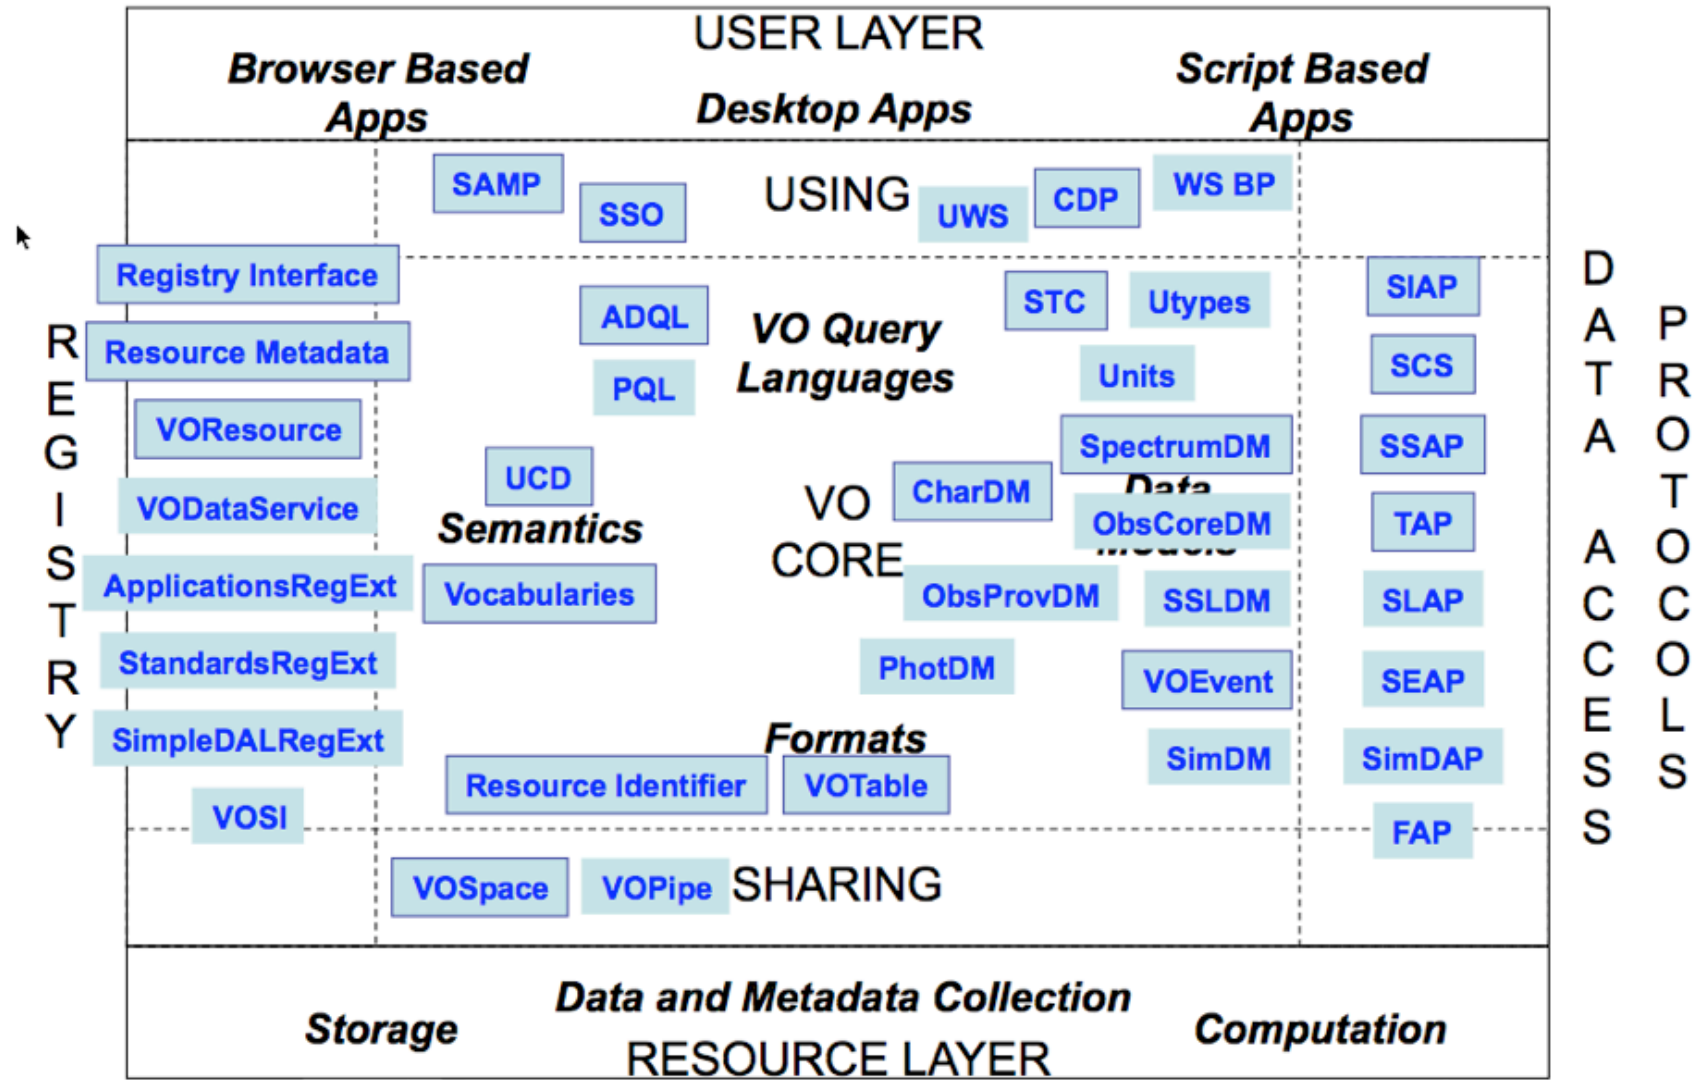 USER LAYER
Browser Based
Apps
Desktop Apps
Script Based
Apps
SAMP
SSO
USING
UWS
CDP
WS BP
REGISTRY
Registry Interface
Resource Metadata
VOResource
VODataService
ApplicationsRegExt
StandardsRegExt
SimpleDALRegExt
VOSI
ADQL
PQL
VO Query
Languages
UCD
Semantics
Vocabularies
VO
CORE
STC
Utypes
Units
SpectrumDM
CharDM
Data
ObsCoreDM
Models
ObsProvDM
SSLDM
PhotDM
VOEvent
SimDM
Formats
Resource Identifier
VOTable
SIAP
SCS
SSAP
TAP
SLAP
SEAP
SimDAP
FAP
DATA ACCESS
PROTOCOLS
VOSpace
VOPipe
SHARING
Data and Metadata Collection
Storage
Computation
RESOURCE LAYER